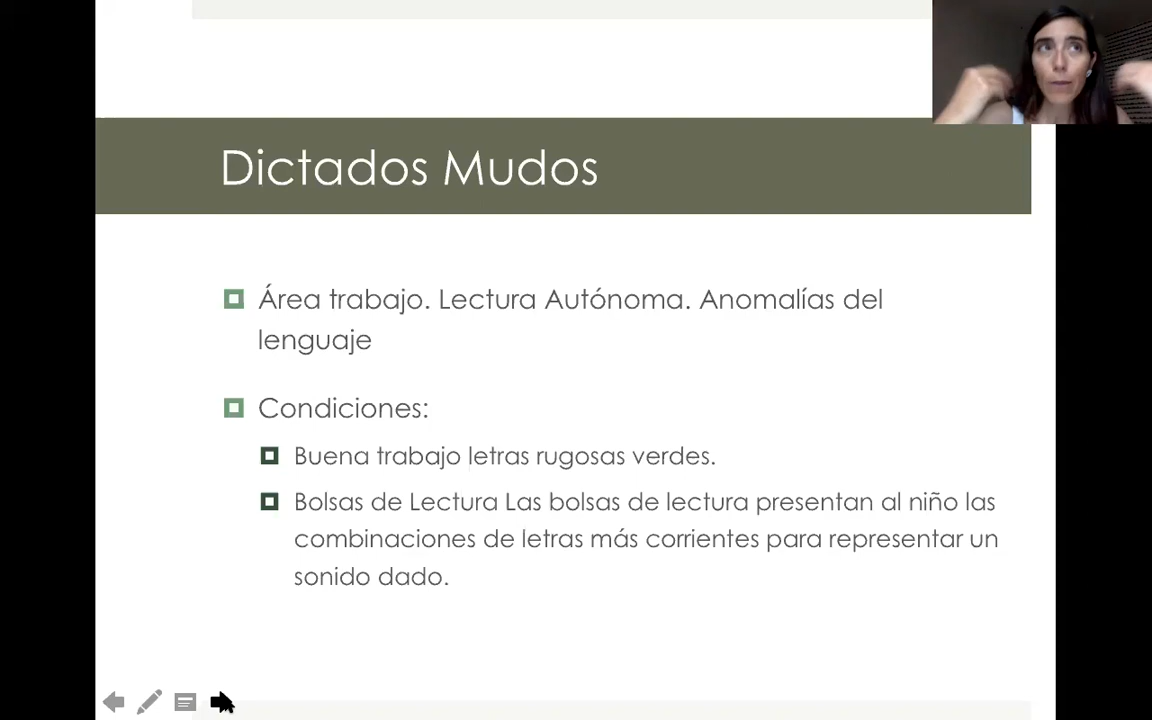 Dictados Mudos
Área trabajo. Lectura Autónoma. Anomalías del
lenguaje
Condiciones:
Buena trabajo letras rugosas verdes.
Bolsas de Lectura Las bolsas de lectura presentan al niño las
combinaciones de letras más corrientes para representar un
sonido dado.